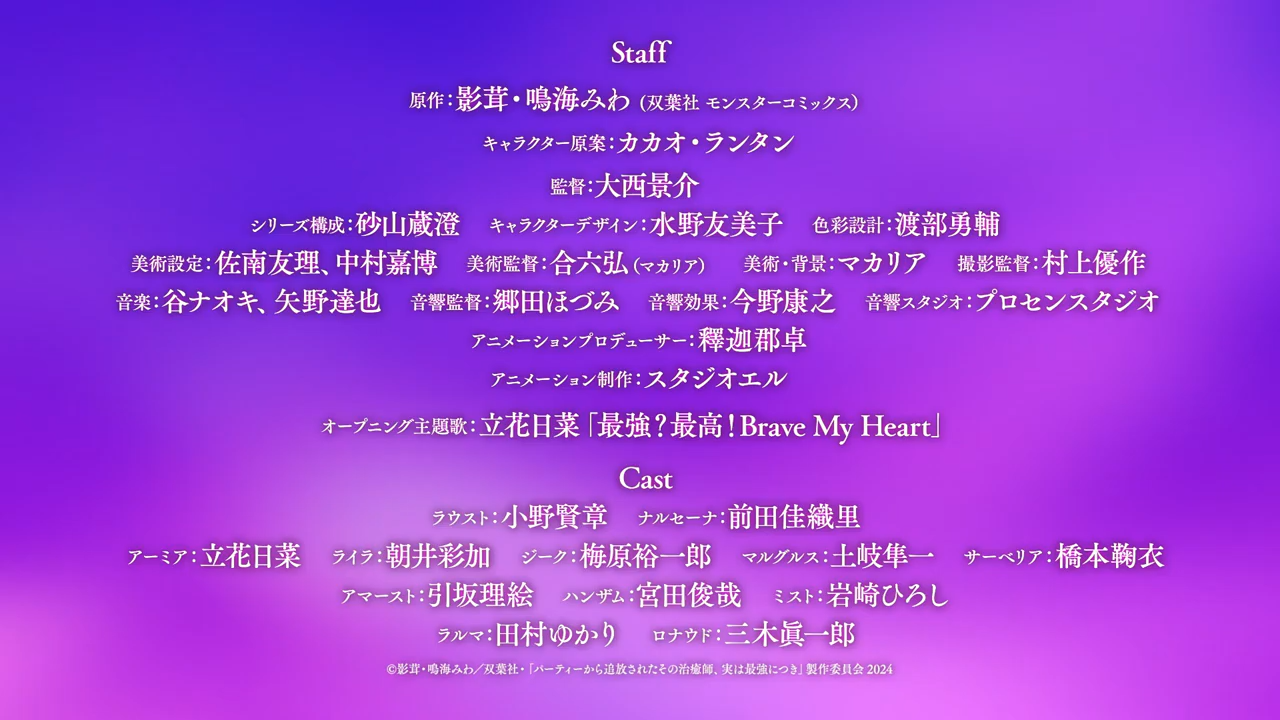 Staff
原作：影茸・鳴海みわ（双葉社 モンスターコミックス）
キャラクター原案：カカオ・ランタン
監督：大西景介
シリーズ構成：砂山蔵澄 キャラクターデザイン：水野友美子 色彩設計：渡部勇輔
美術設定：佐南友理、中村嘉博 美術監督：合六弘（マカリア） 美術・背景：マカリア 撮影監督：村上優作
音楽：谷ナオキ、矢野達也 音響監督：郷田ほづみ 音響効果：今野康之 音響スタジオ：プロセンスタジオ
アニメーションプロデューサー：釋迦郡卓
アニメーション制作：スタジオエル
オープニング主題歌：立花日菜「最強？最高！Brave My Heart」
Cast
ラウスト：小野賢章 ナルセーナ：前田佳織里
アーミア：立花日菜 ライラ：朝井彩加 ジーク：梅原裕一郎 マルグルス：土岐隼一 サーベリア：橋本鞠衣
アマースト：引坂理絵 ハンザム：宮田俊哉 ミスト：岩崎ひろし
ラルマ：田村ゆかり ロナウド：三木眞一郎
©影茸・鳴海みわ／双葉社・「パーティーから追放されたその治癒師、実は最強につき」製作委員会 2024